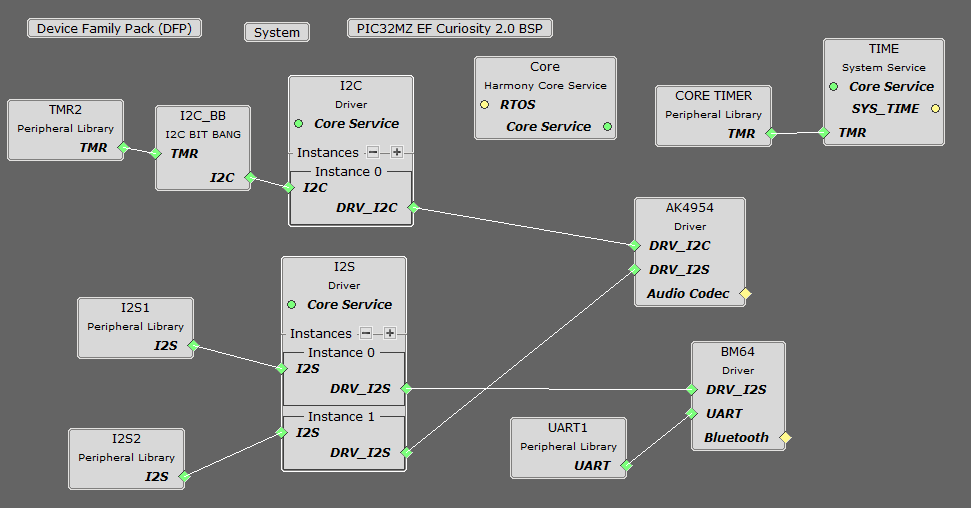 Device Family Pack (DFP)
System
PIC32MZ EF Curiosity 2.0 BSP
TMR2
Peripheral Library
TMR
I2C_BB
I2C BIT BANG
TMR
I2C
I2C
Driver
Core Service
Instances
Instance 0
I2C
DRV_I2C
Core
Harmony Core Service
RTOS
Core Service
CORE TIMER
Peripheral Library
TMR
TIME
System Service
Core Service
SYS_TIME
TMR
AK4954
Driver
DRV_I2C
DRV_I2S
Audio Codec
I2S1
Peripheral Library
I2S
I2S2
Peripheral Library
I2S
I2S
Driver
Core Service
Instances
Instance 0
I2S
DRV_I2S
Instance 1
I2S
DRV_I2S
UART1
Peripheral Library
UART
BM64
Driver
DRV_I2S
UART
Bluetooth